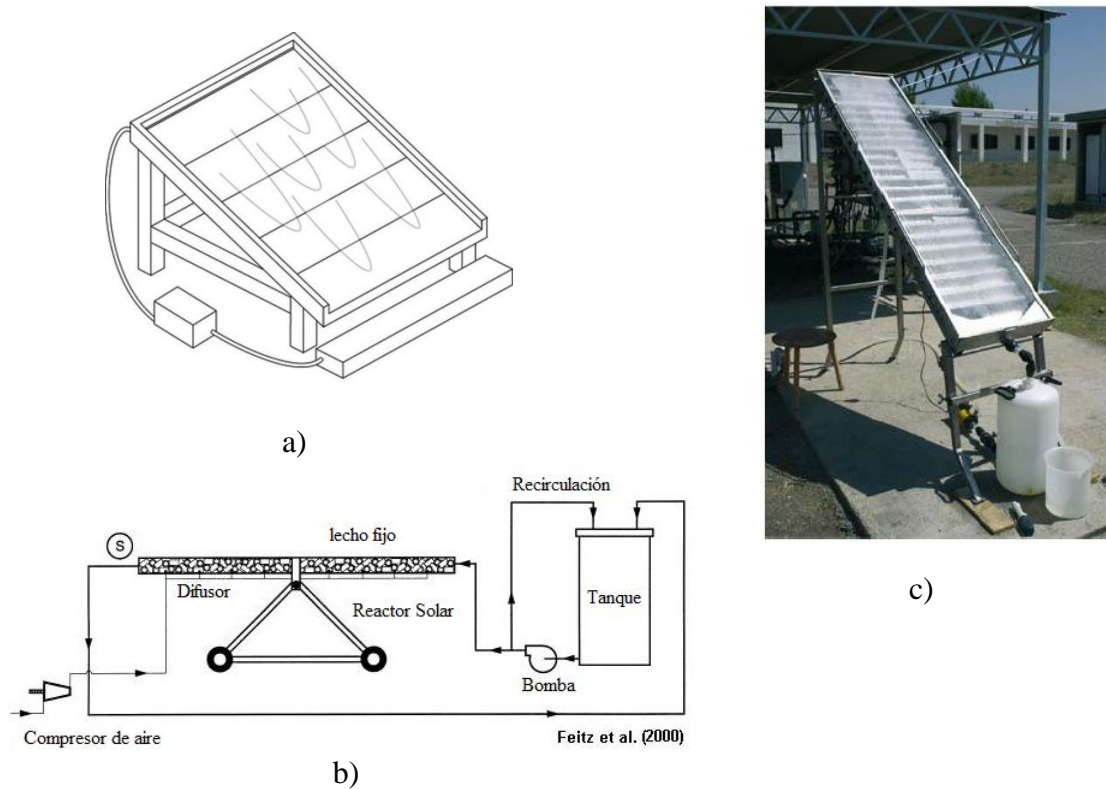 a)
Recirculación
S
lecho fijo
Difusor
Reactor Solar
Tanque
Bomba
Compresor de aire
Feitz et al. (2000)
b)
c)